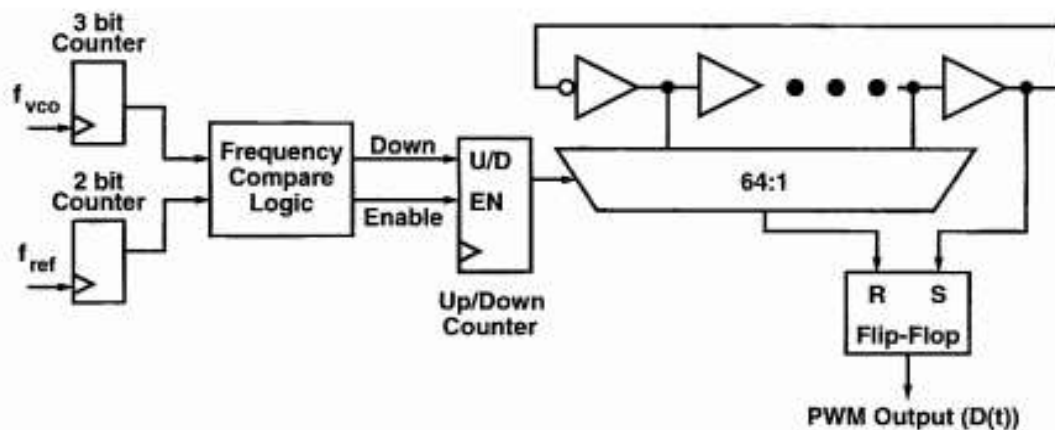 3 bit
Counter
f vco
2 bit
Counter
f ref
Frequency
Compare
Logic
Down
Enable
U/D
EN
Up/Down
Counter
64:1
R S
Flip-Flop
PWM Output (D(t))